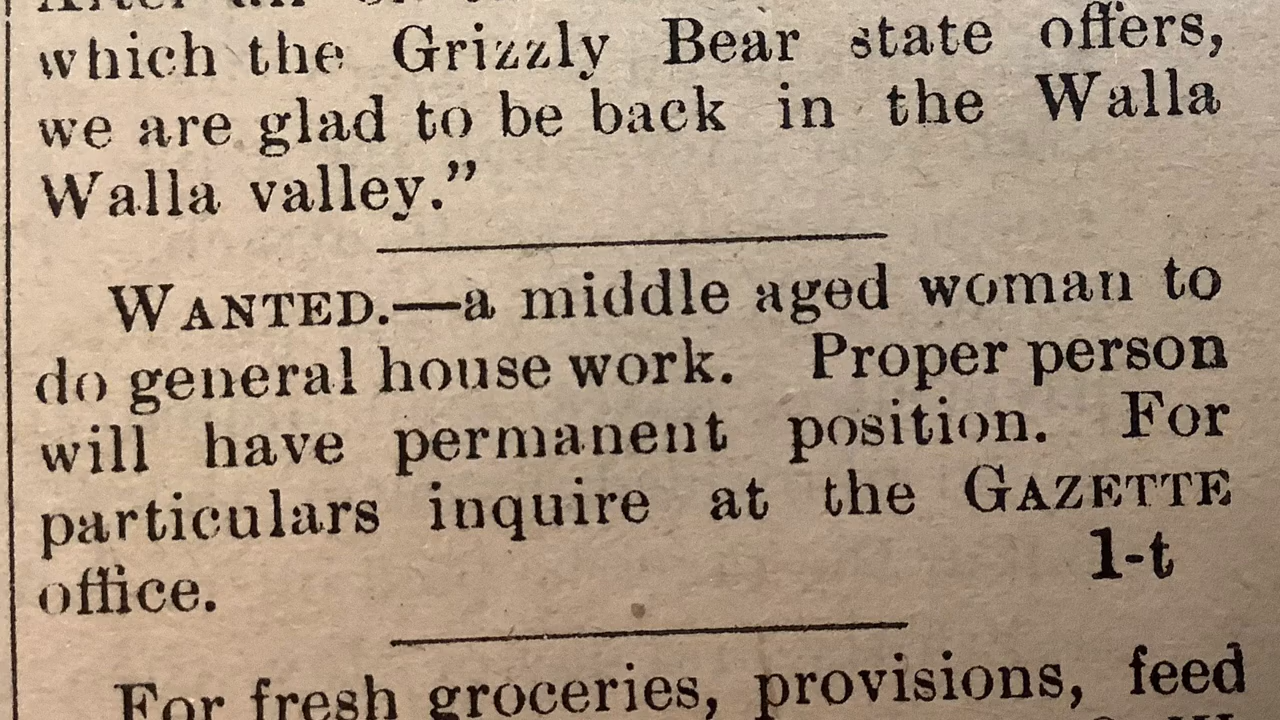 which the Grizzly Bear state offers,
we are glad to be back in the Walla
Walla valley.”
WANTED.—a middle aged woman to
do general house work. Proper person
will have permanent position. For
particulars inquire at the GAZETTE
office. 1-t
For fresh groceries, provisions, feed